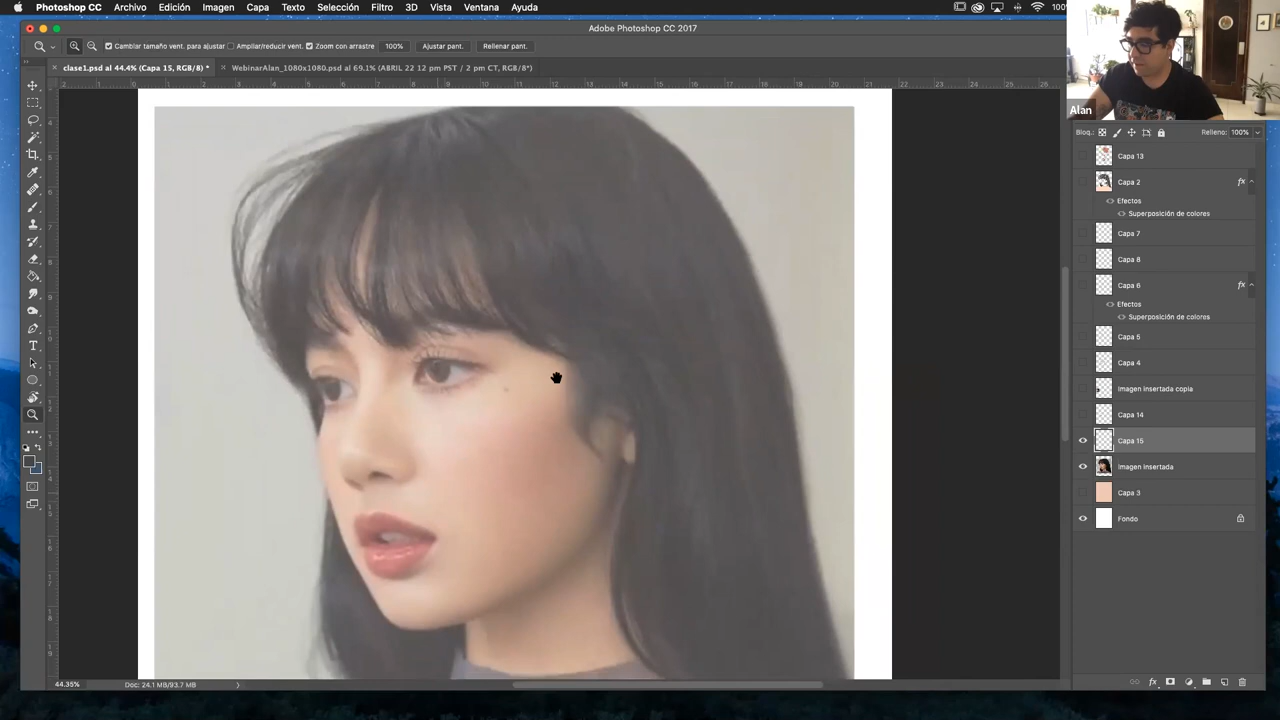 Photoshop CC Archivo Edición Imagen Capa Texto Selección Filtro 3D Vista Ventana Ayuda
Adobe Photoshop CC 2017
Cambiar tamaño vent. para ajustar Ampliar/reducir vent. Zoom con arrastre 100% Ajustar pant. Rellenar pant.
clase1.psd al 44.4% (Capa 15, RGB/8) * WebinarAlan_1080x1080.psd al 69.1% (ABRIL 22 12 pm PST / 2 pm CT, RGB/8*)
Alan
Bloq.: Relleno: 100%
Capa 13
Capa 2 fx
Efectos
Superposición de colores
Capa 7
Capa 8
Capa 6 fx
Efectos
Superposición de colores
Capa 5
Capa 4
Imagen insertada copia
Capa 14
Capa 15
Imagen insertada
Capa 3
Fondo
44.35% Doc: 24.1 MB/93.7 MB